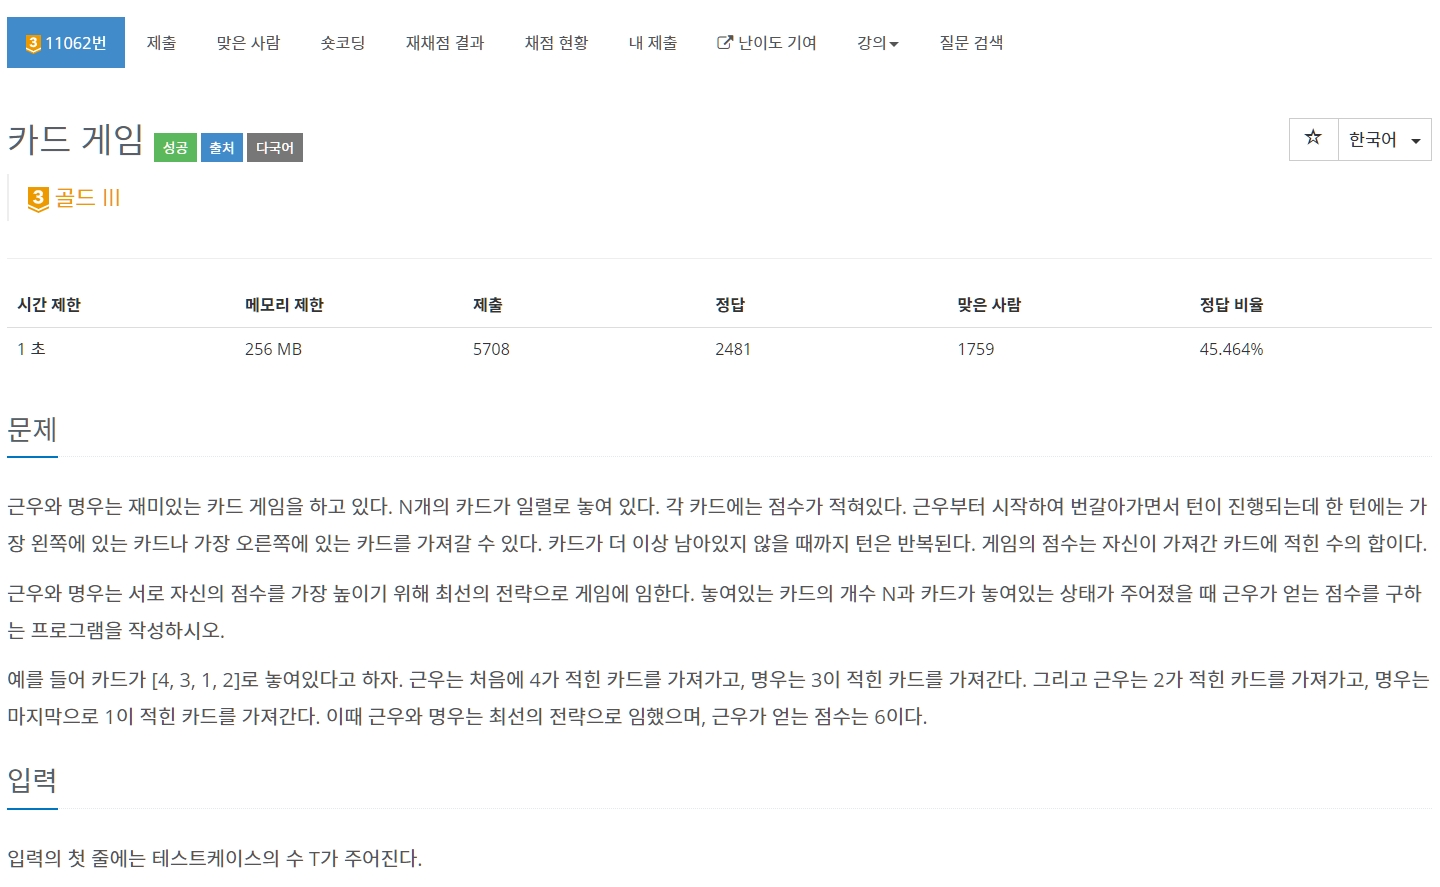 3 11062번 제출 맞은 사람 숏코딩 재채점 결과 채점 현황 내 제출 난이도 기여 강의 질문 검색
카드 게임 성공 출처 다국어 한국어
3 골드 III
시간 제한 메모리 제한 제출 정답 맞은 사람 정답 비율
1 초 256 MB 5708 2481 1759 45.464%
문제
근우와 명우는 재미있는 카드 게임을 하고 있다. N개의 카드가 일렬로 놓여 있다. 각 카드에는 점수가 적혀있다. 근우부터 시작하여 번갈아가면서 턴이 진행되는데 한 턴에는 가
장 왼쪽에 있는 카드나 가장 오른쪽에 있는 카드를 가져갈 수 있다. 카드가 더 이상 남아있지 않을 때까지 턴은 반복된다. 게임의 점수는 자신이 가져간 카드에 적힌 수의 합이다.
근우와 명우는 서로 자신의 점수를 가장 높이기 위해 최선의 전략으로 게임에 임한다. 놓여있는 카드의 개수 N과 카드가 놓여있는 상태가 주어졌을 때 근우가 얻는 점수를 구하
는 프로그램을 작성하시오.
예를 들어 카드가 [4, 3, 1, 2]로 놓여있다고 하자. 근우는 처음에 4가 적힌 카드를 가져가고, 명우는 3이 적힌 카드를 가져간다. 그리고 근우는 2가 적힌 카드를 가져가고, 명우는
마지막으로 1이 적힌 카드를 가져간다. 이때 근우와 명우는 최선의 전략으로 임했으며, 근우가 얻는 점수는 6이다.
입력
입력의 첫 줄에는 테스트케이스의 수 T가 주어진다.